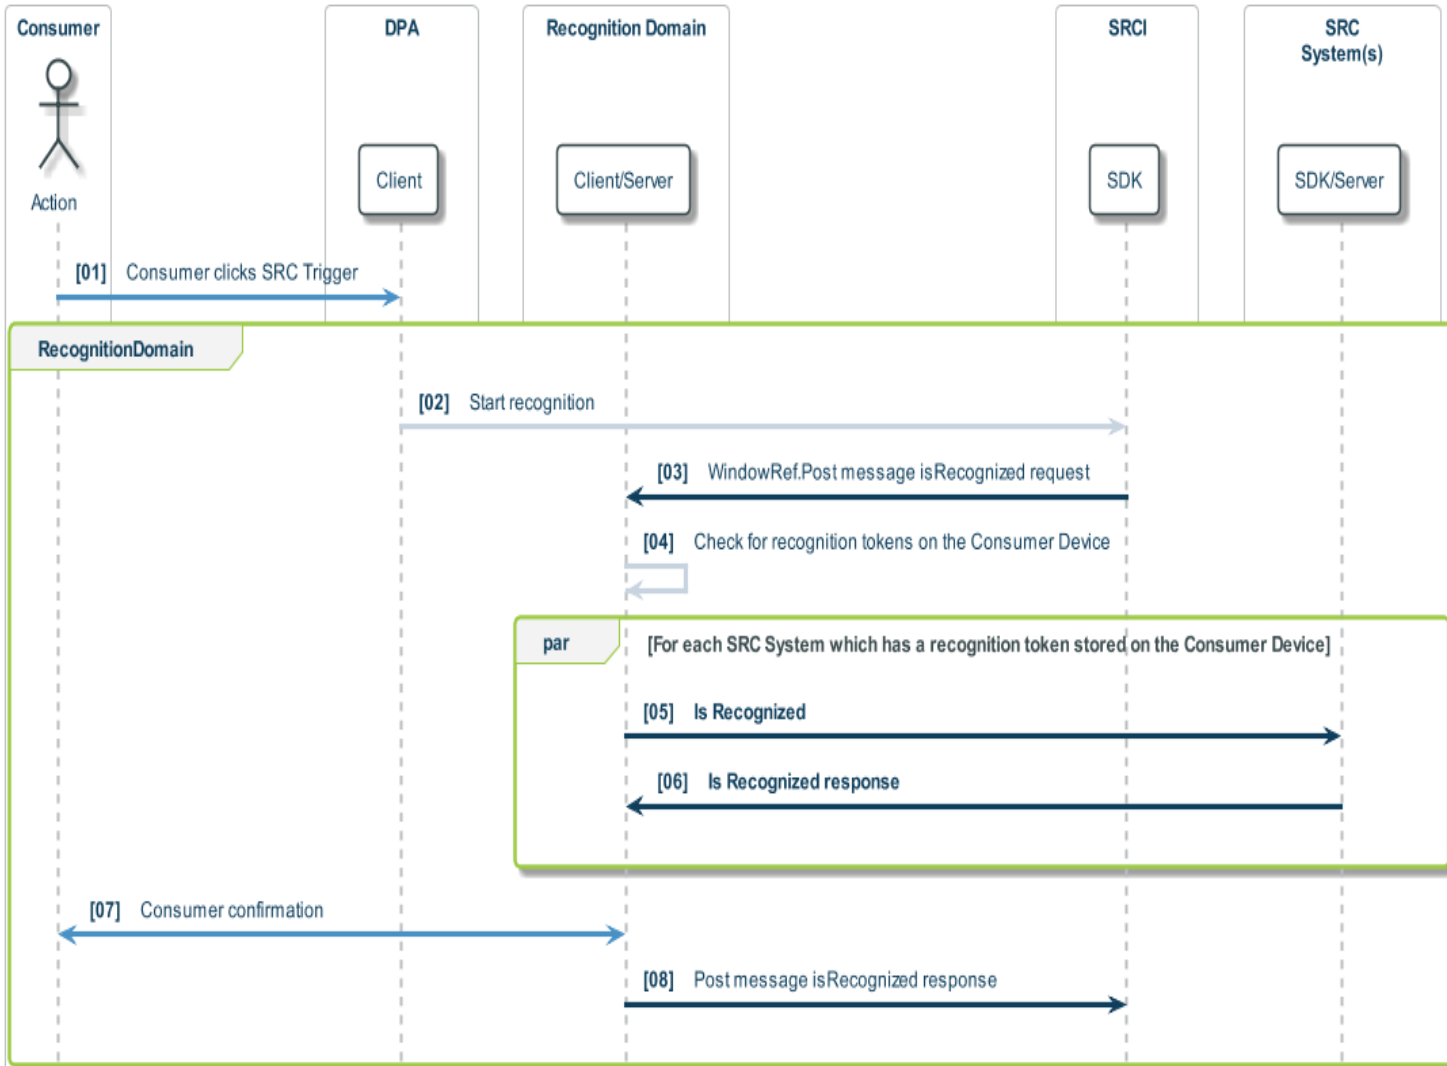 Consumer
DPA
Recognition Domain
SRCI
SRC
System(s)
Action
Client
Client/Server
SDK
SDK/Server
[01] Consumer clicks SRC Trigger
RecognitionDomain
[02] Start recognition
[03] WindowRef.Post message isRecognized request
[04] Check for recognition tokens on the Consumer Device
par
[For each SRC System which has a recognition token stored on the Consumer Device]
[05] Is Recognized
[06] Is Recognized response
[07] Consumer confirmation
[08] Post message isRecognized response